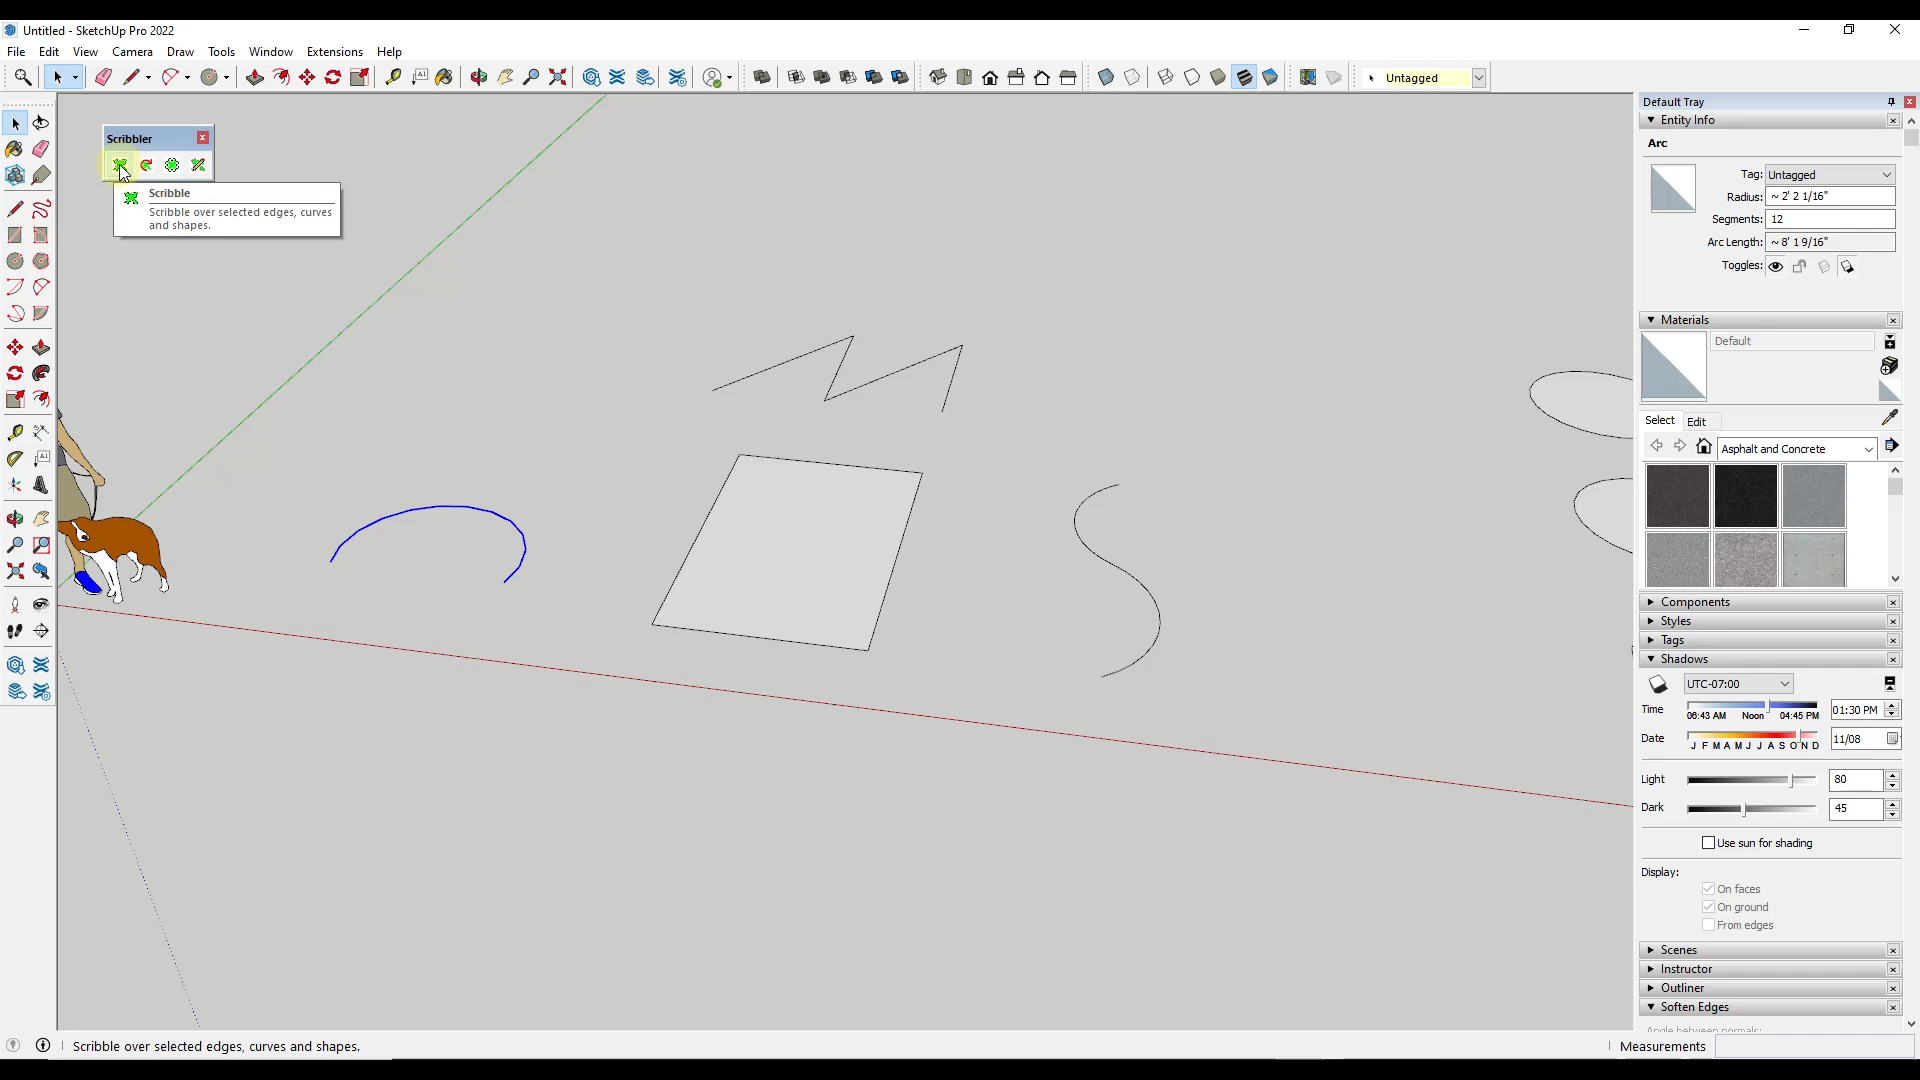 Untitled - SketchUp Pro 2022
File Edit View Camera Draw Tools Window Extensions Help
Untagged
Default Tray
Entity Info
Arc
Tag: Untagged
Radius: ~ 2' 2 1/16"
Segments: 12
Arc Length: ~ 8' 1 9/16"
Toggles:
Scribbler
Scribble
Scribble over selected edges, curves
and shapes.
Materials
Default
Select Edit
Asphalt and Concrete
Components
Styles
Tags
Shadows
UTC-07:00
Time 06:43 AM Noon 04:45 PM 01:30 PM
Date J F M A M J J A S O N D 11/08
Light 80
Dark 45
Use sun for shading
Display:
On faces
On ground
From edges
Scenes
Instructor
Outliner
Soften Edges
Angle between normals:
Scribble over selected edges, curves and shapes.
Measurements